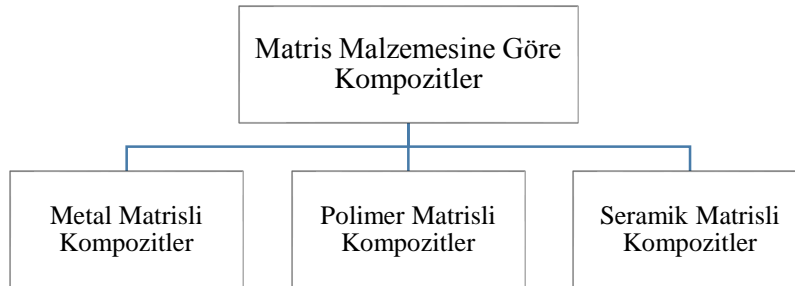 Matris Malzemesine Göre
Kompozitler
Metal Matrisli
Kompozitler
Polimer Matrisli
Kompozitler
Seramik Matrisli
Kompozitler